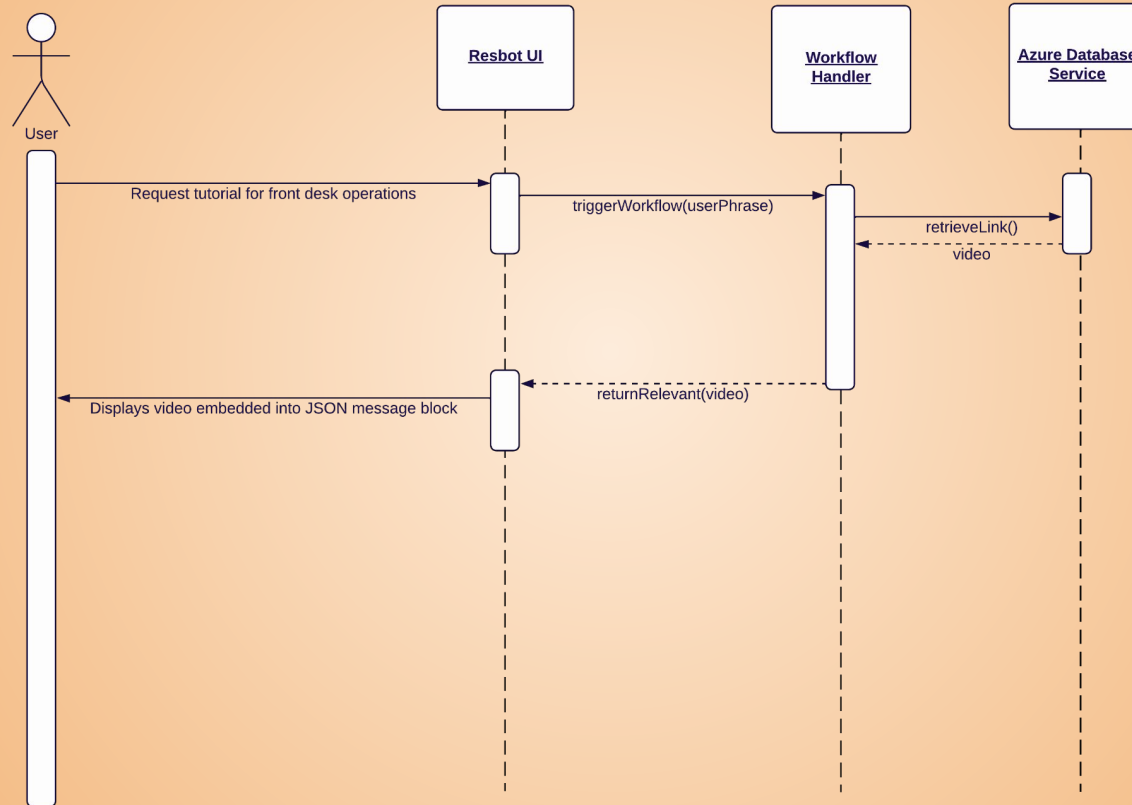 Resbot UI
Workflow
Handler
Azure Database
Service
User
Request tutorial for front desk operations
triggerWorkflow(userPhrase)
retrieveLink()
video
returnRelevant(video)
Displays video embedded into JSON message block